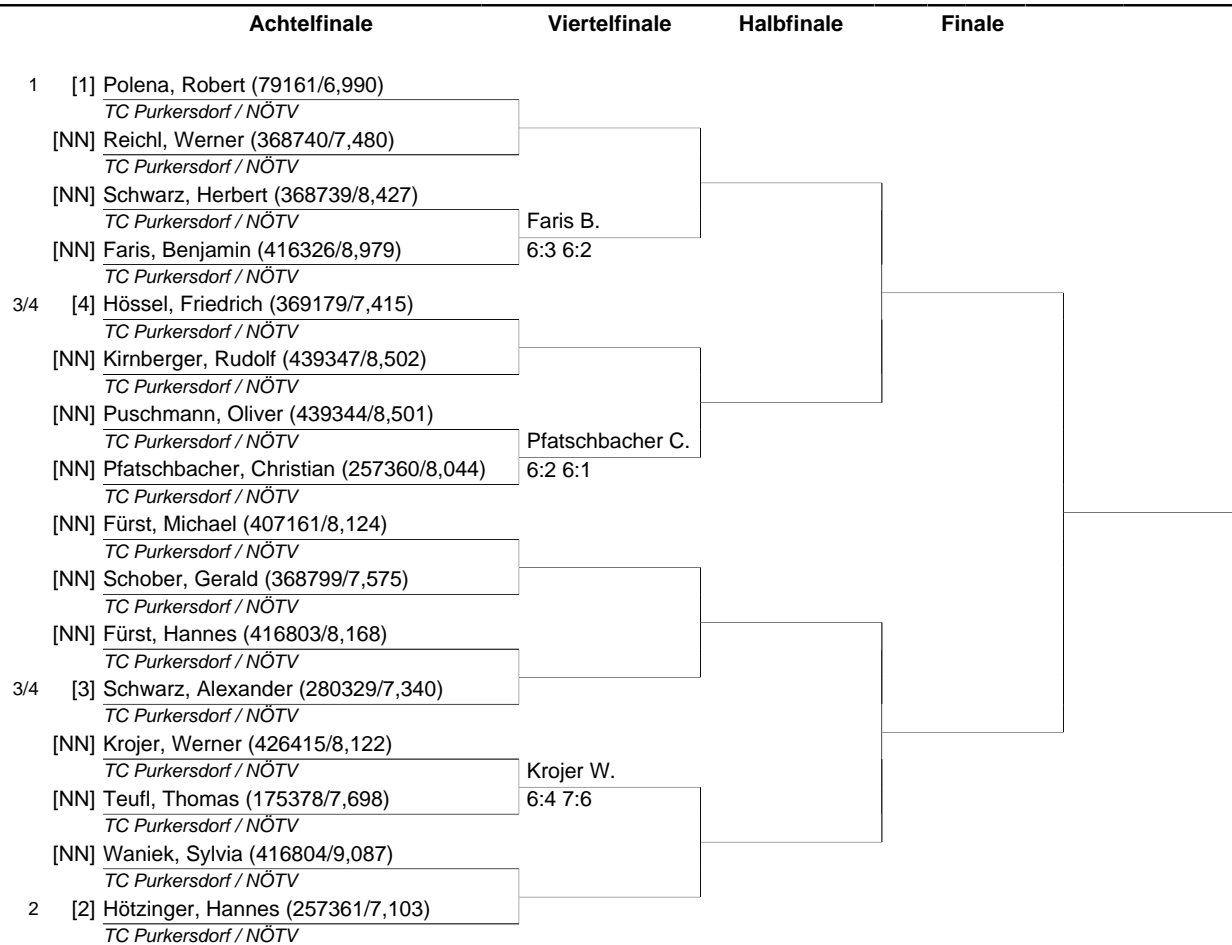 Achtelfinale Viertelfinale Halbfinale Finale
1 [1] Polena, Robert (79161/6,990)
TC Purkersdorf / NÖTV
[NN] Reichl, Werner (368740/7,480)
TC Purkersdorf / NÖTV
[NN] Schwarz, Herbert (368739/8,427)
TC Purkersdorf / NÖTV Faris B.
[NN] Faris, Benjamin (416326/8,979) 6:3 6:2
TC Purkersdorf / NÖTV
3/4 [4] Hössel, Friedrich (369179/7,415)
TC Purkersdorf / NÖTV
[NN] Kirnberger, Rudolf (439347/8,502)
TC Purkersdorf / NÖTV
[NN] Puschmann, Oliver (439344/8,501)
TC Purkersdorf / NÖTV Pfatschbacher C.
[NN] Pfatschbacher, Christian (257360/8,044) 6:2 6:1
TC Purkersdorf / NÖTV
[NN] Fürst, Michael (407161/8,124)
TC Purkersdorf / NÖTV
[NN] Schober, Gerald (368799/7,575)
TC Purkersdorf / NÖTV
[NN] Fürst, Hannes (416803/8,168)
TC Purkersdorf / NÖTV
3/4 [3] Schwarz, Alexander (280329/7,340)
TC Purkersdorf / NÖTV
[NN] Krojer, Werner (426415/8,122)
TC Purkersdorf / NÖTV Krojer W.
[NN] Teufl, Thomas (175378/7,698) 6:4 7:6
TC Purkersdorf / NÖTV
[NN] Waniek, Sylvia (416804/9,087)
TC Purkersdorf / NÖTV
2 [2] Hötzinger, Hannes (257361/7,103)
TC Purkersdorf / NÖTV